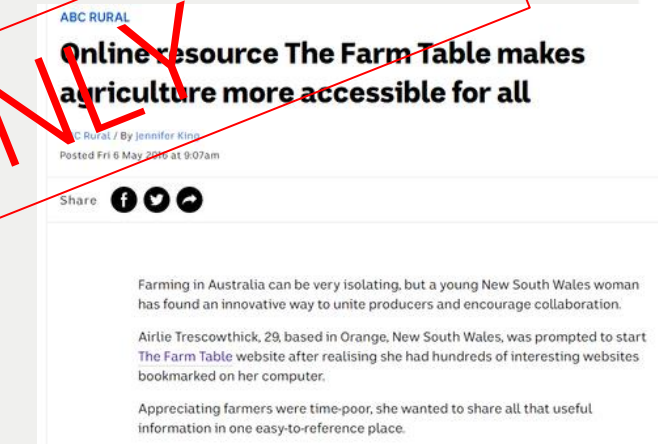 ABC RURAL
Online resource The Farm Table makes
agriculture more accessible for all
ABC Rural / By Jennifer King
Posted Fri 6 May 2016 at 9:07am
Share
Farming in Australia can be very isolating, but a young New South Wales woman
has found an innovative way to unite producers and encourage collaboration.
Airlie Trescowthick, 29, based in Orange, New South Wales, was prompted to start
The Farm Table website after realising she had hundreds of interesting websites
bookmarked on her computer.
Appreciating farmers were time-poor, she wanted to share all that useful
information in one easy-to-reference place.
NLY